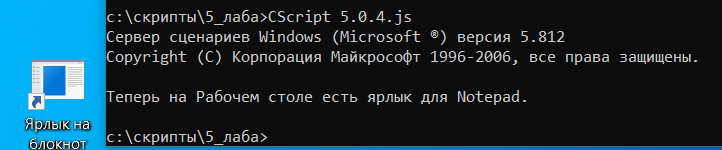 c:\скрипты\5_лаба>CScript 5.0.4.js
Сервер сценариев Windows (Microsoft ®) версия 5.812
Copyright (C) Корпорация Майкрософт 1996-2006, все права защищены.
Теперь на Рабочем столе есть ярлык для Notepad.
c:\скрипты\5_лаба>
Ярлык на
блокнот